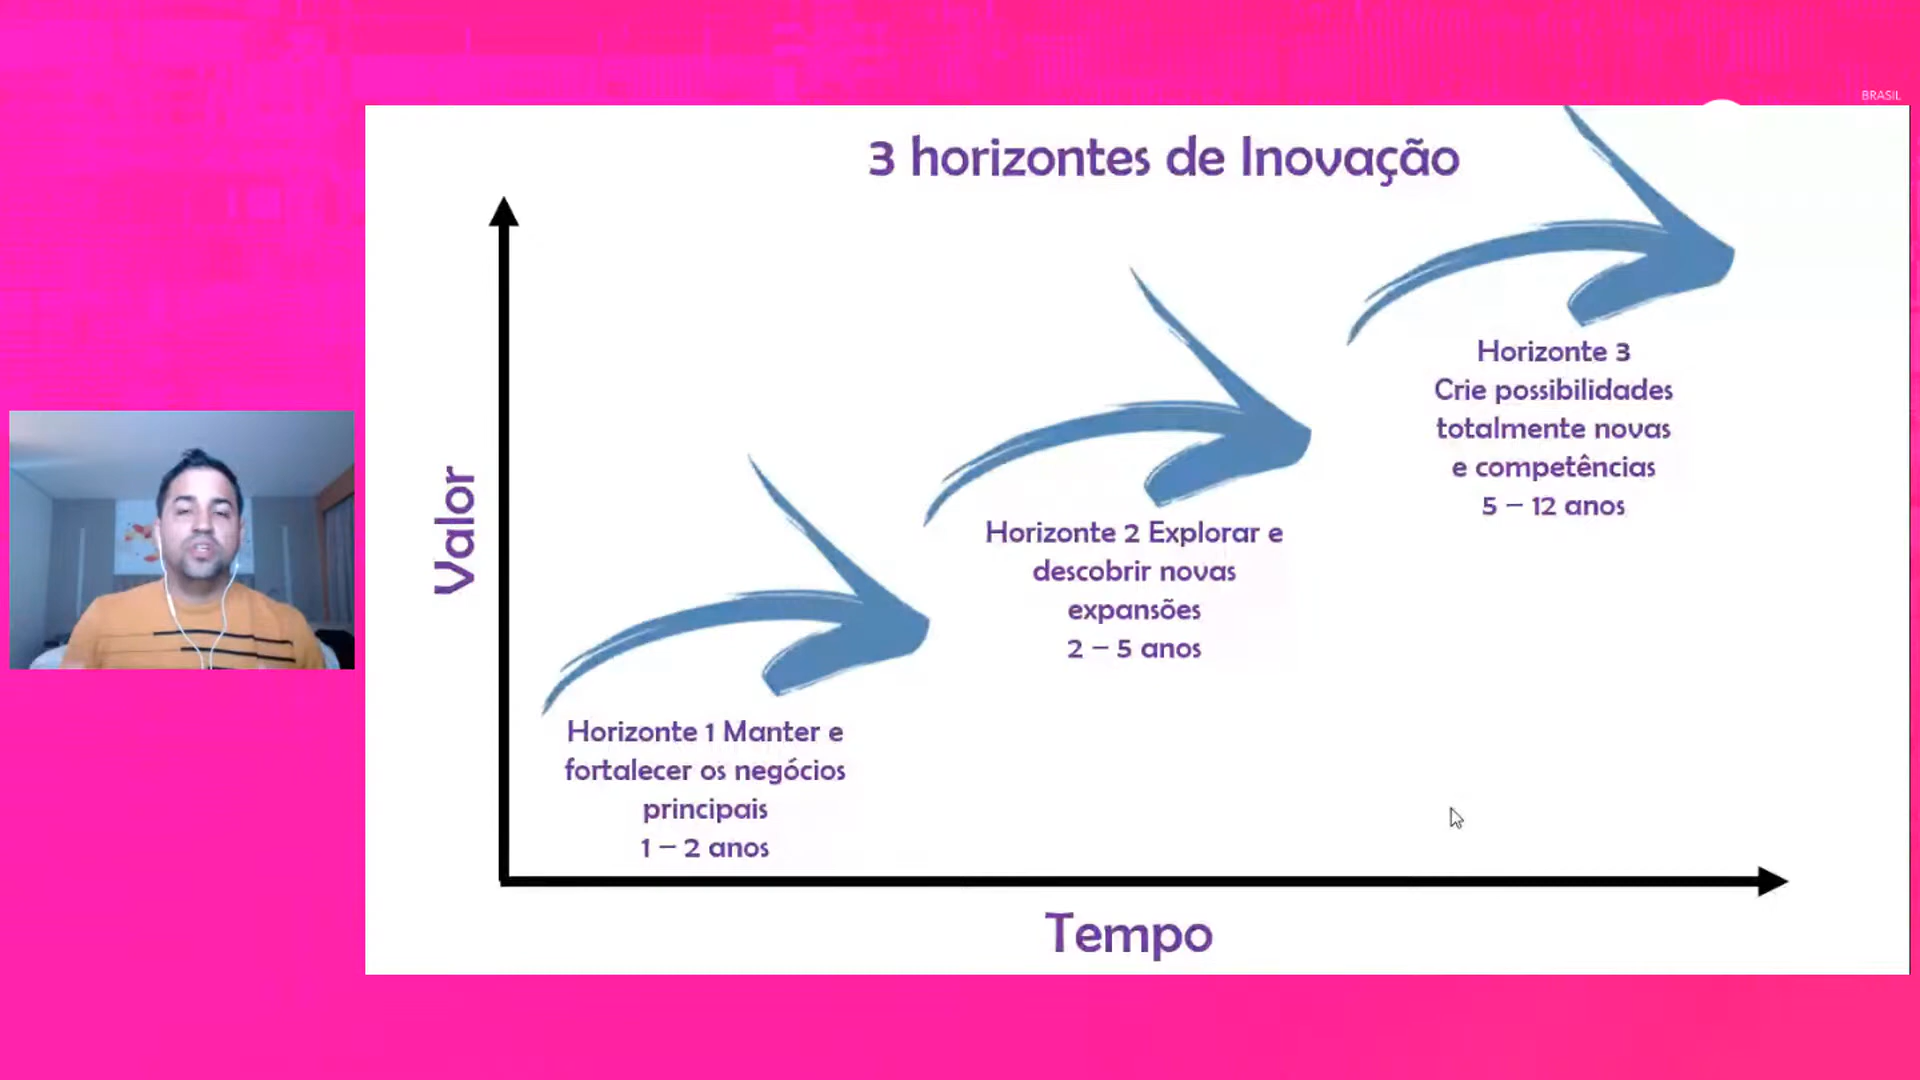 BRASIL
3 horizontes de Inovação
Valor
Horizonte 3
Crie possibilidades
totalmente novas
e competências
5 – 12 anos
Horizonte 2 Explorar e
descobrir novas
expansões
2 – 5 anos
Horizonte 1 Manter e
fortalecer os negócios
principais
1 – 2 anos
Tempo